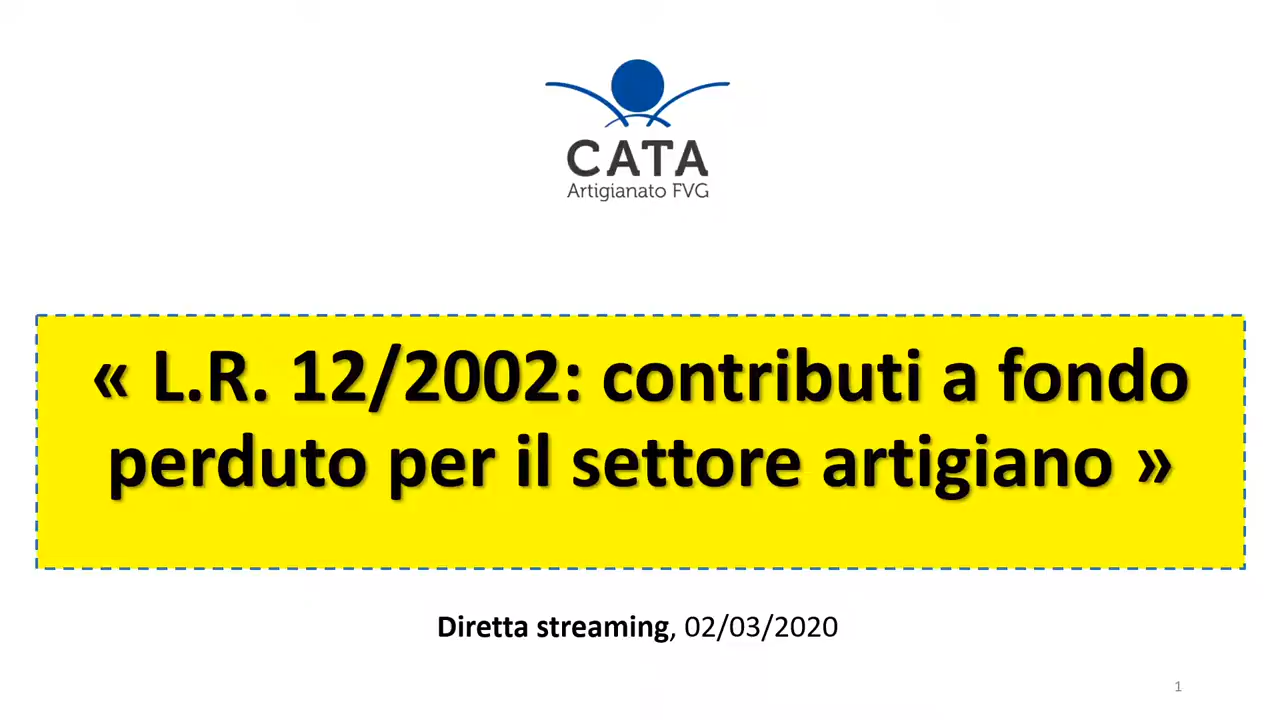 CATA
Artigianato FVG
« L.R. 12/2002: contributi a fondo
perduto per il settore artigiano »
Diretta streaming, 02/03/2020
1